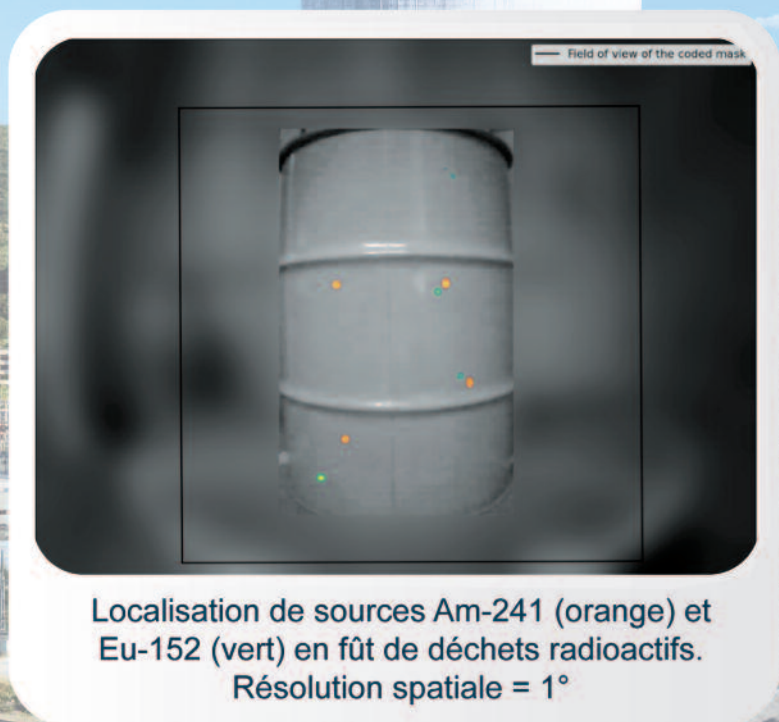 Field of view of the coded mask
Localisation de sources Am-241 (orange) et
Eu-152 (vert) en fût de déchets radioactifs.
Résolution spatiale = 1°